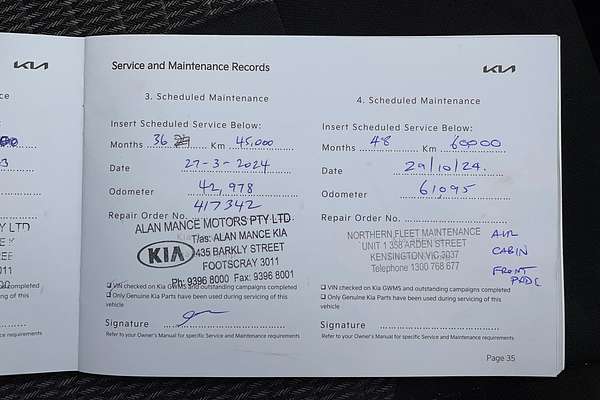 KIA
Service and Maintenance Records
KIA
3. Scheduled Maintenance
Insert Scheduled Service Below:
Months 36 Km 45,000
Date 27-3-2024
Odometer 42,978
Repair Order No. 417342
ALAN MANCE MOTORS PTY LTD
T/as: ALAN MANCE KIA
KIA 435 BARKLY STREET
FOOTSCRAY 3011
Ph: 9396 8000 Fax: 9396 8001
❑ VIN checked on Kia GWMS and outstanding campaigns completed
❑ Only Genuine Kia Parts have been used during servicing of this
vehicle
Signature
Refer to your Owner's Manual for specific Service and Maintenance requirements
4. Scheduled Maintenance
Insert Scheduled Service Below:
Months 48 Km 60000
Date 29/10/24.
Odometer 61,095
Repair Order No.
NORTHERN FLEET MAINTENANCE
UNIT 1 358 ARDEN STREET
KENSINGTON VIC 3037
Telephone 1300 768 677
AIR
CABIN
FRONT
PADS
❑ VIN checked on Kia GWMS and outstanding campaigns completed
❑ Only Genuine Kia Parts have been used during servicing of this
vehicle
Signature
Refer to your Owner's Manual for specific Service and Maintenance requirements
Page 35